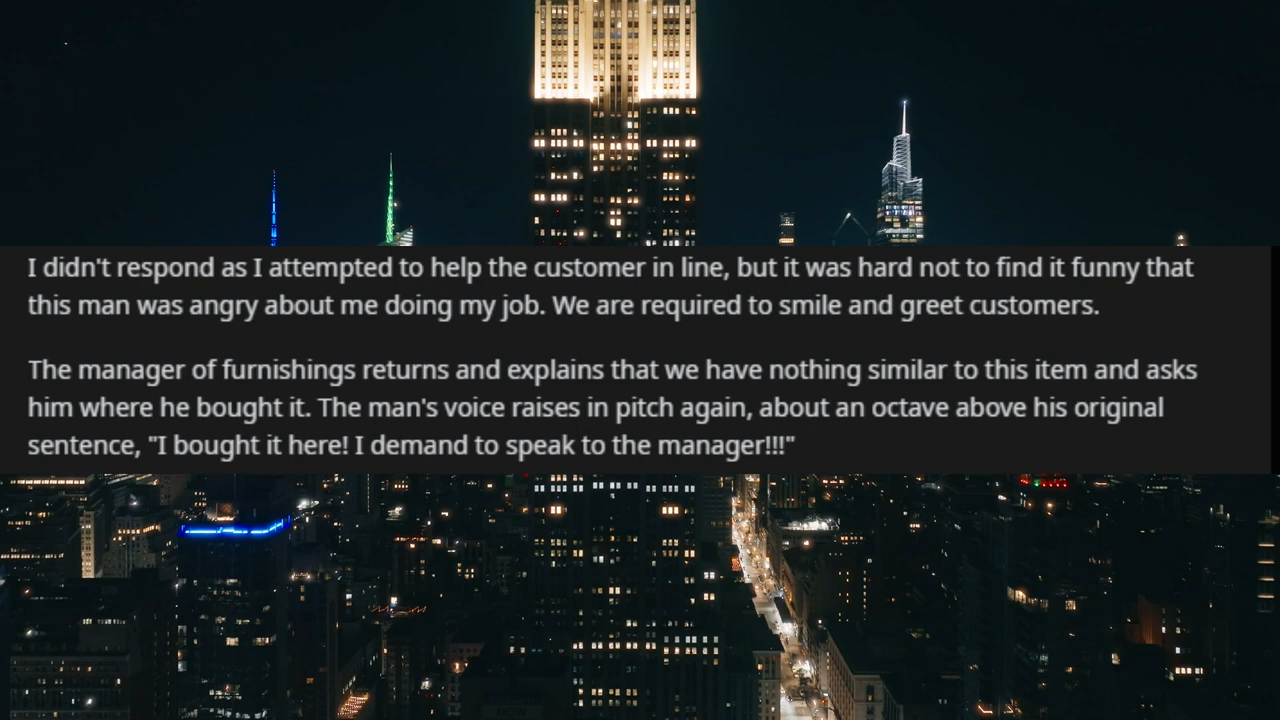 I didn't respond as I attempted to help the customer in line, but it was hard not to find it funny that
this man was angry about me doing my job. We are required to smile and greet customers.
The manager of furnishings returns and explains that we have nothing similar to this item and asks
him where he bought it. The man's voice raises in pitch again, about an octave above his original
sentence, "I bought it here! I demand to speak to the manager!!!"